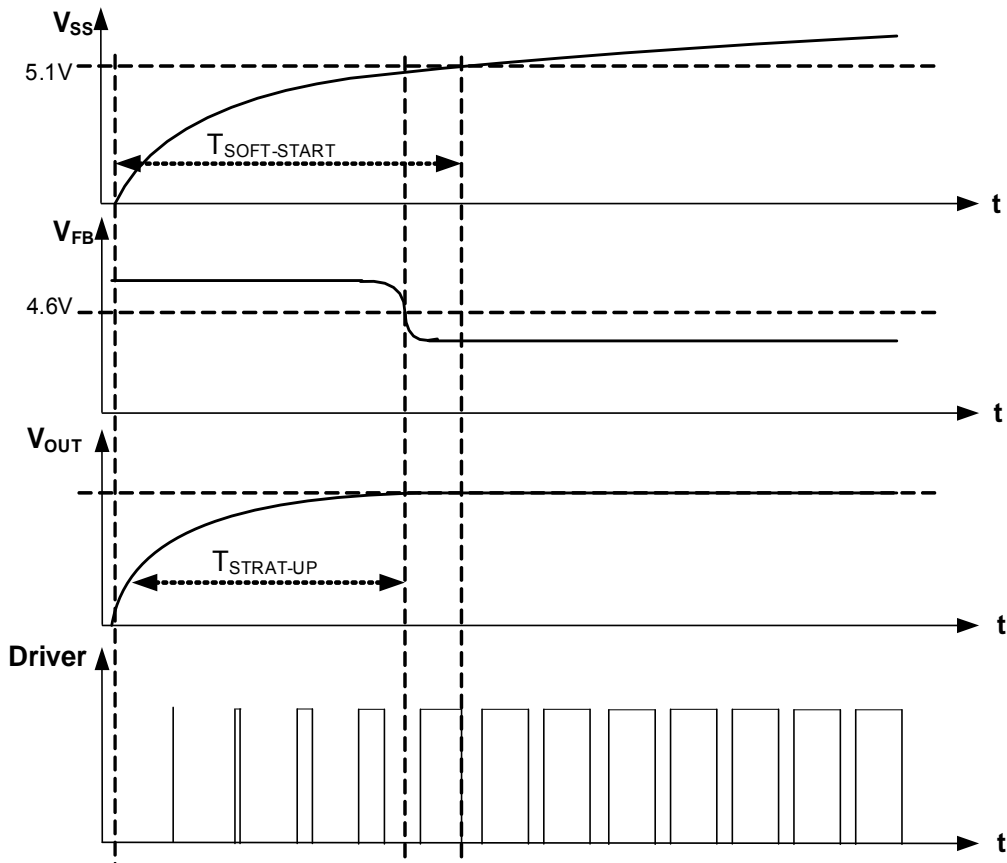 VSS
5.1V
TSOFT-START
t
VFB
4.6V
t
VOUT
TSTRAT-UP
t
Driver
t